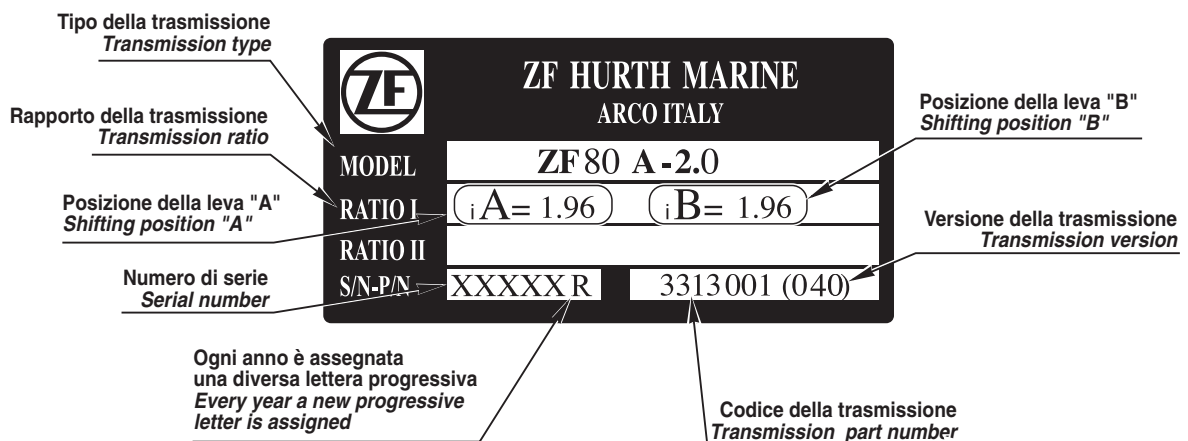 Tipo della trasmissione
Transmission type
Rapporto della trasmissione
Transmission ratio
Posizione della leva "A"
Shifting position "A"
Numero di serie
Serial number
Ogni anno è assegnata
una diversa lettera progressiva
Every year a new progressive
letter is assigned
ZF
ZF HURTH MARINE
ARCO ITALY
MODEL ZF80 A-2.0
RATIO I iA= 1.96 iB= 1.96
RATIO II
S/N-P/N XXXXX R 3313001 (040)
Posizione della leva "B"
Shifting position "B"
Versione della trasmissione
Transmission version
Codice della trasmissione
Transmission part number